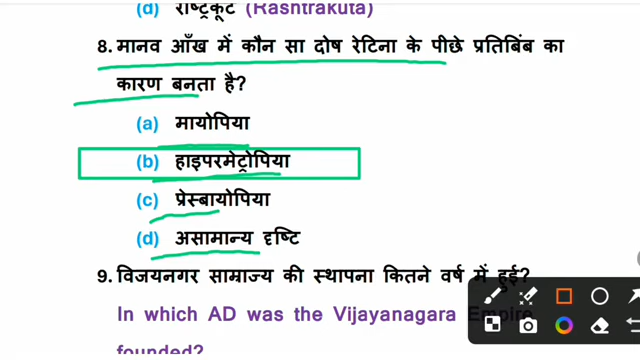 (d) राष्ट्रकूट (Rashtrakuta)
8. मानव आँख में कौन सा दोष रेटिना के पीछे प्रतिबिंब का
कारण बनता है?
(a) मायोपिया
(b) हाइपरमेट्रोपिया
(c) प्रेस्बायोपिया
(d) असामान्य दृष्टि
9. विजयनगर साम्राज्य की स्थापना कितने वर्ष में हुई?
In which AD was the Vijayanagara Empire
founded?